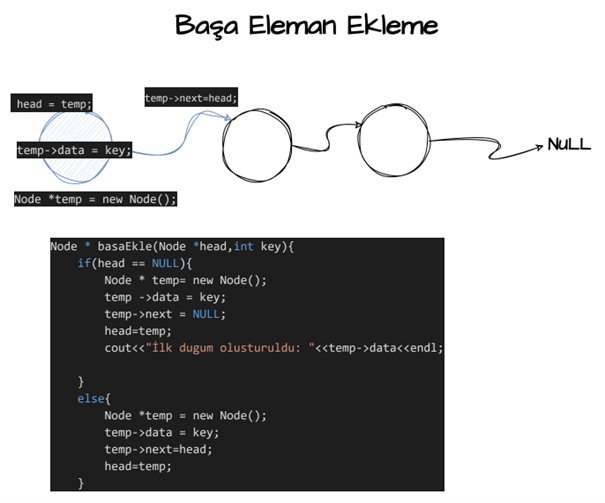 Başa Eleman Ekleme
head = temp;
temp->next=head;
temp->data = key;
NULL
Node *temp = new Node();
Node * basaEkle(Node *head,int key){
if(head == NULL){
Node * temp= new Node();
temp ->data = key;
temp->next = NULL;
head=temp;
cout<<"İlk dugum olusturuldu: "<<temp->data<<endl;
}
else{
Node *temp = new Node();
temp->data = key;
temp->next=head;
head=temp;
}